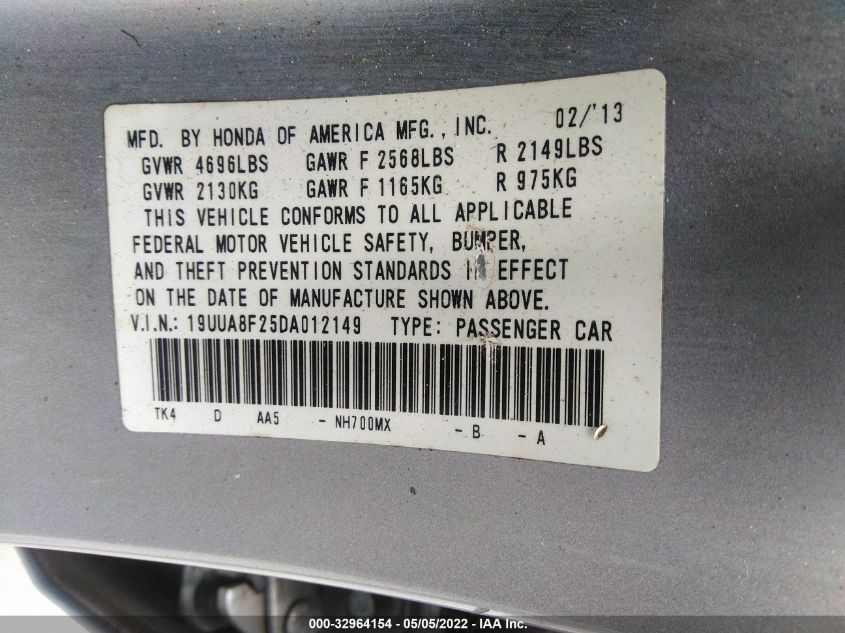 MFD. BY HONDA OF AMERICA MFG., INC. 02/'13
GVWR 4696LBS GAWR F 2568LBS R 2149LBS
GVWR 2130KG GAWR F 1165KG R 975KG
THIS VEHICLE CONFORMS TO ALL APPLICABLE
FEDERAL MOTOR VEHICLE SAFETY, BUMPER,
AND THEFT PREVENTION STANDARDS IN EFFECT
ON THE DATE OF MANUFACTURE SHOWN ABOVE.
V.I.N.: 19UUA8F25DA012149 TYPE: PASSENGER CAR
TK4 D AA5 - NH700MX - B - A
000-32964154 - 05/05/2022 - IAA Inc.